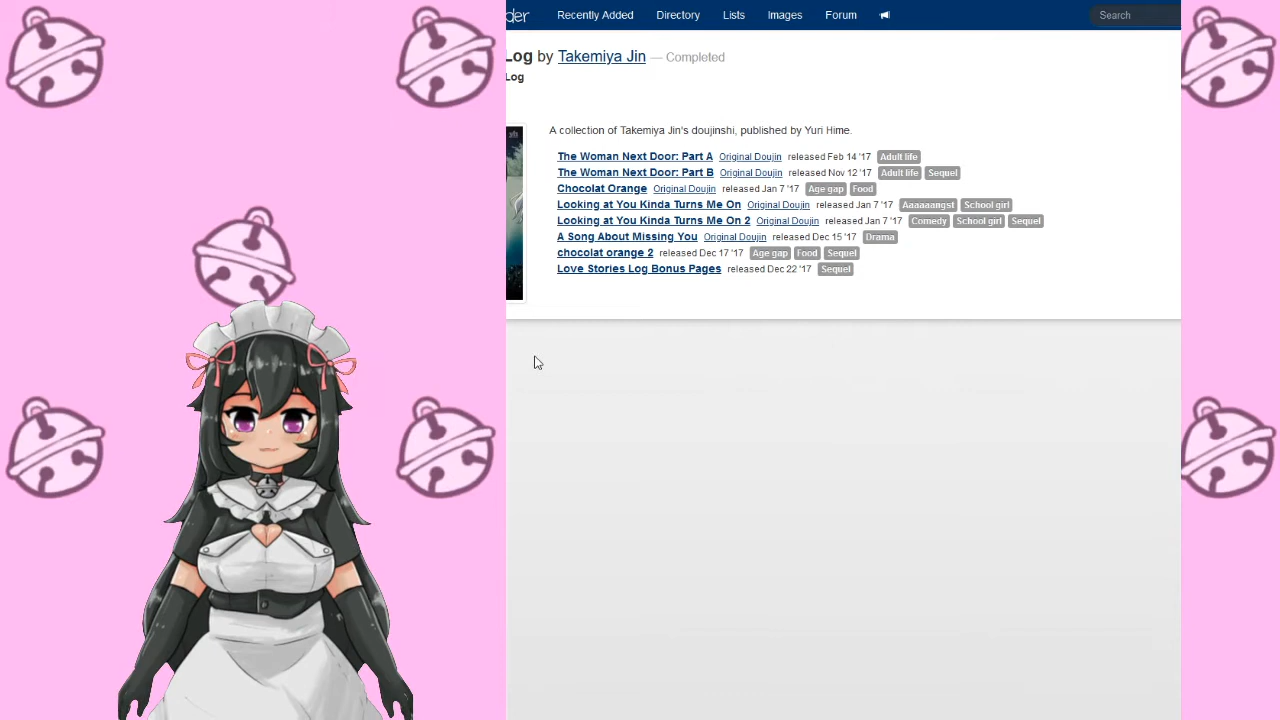 der Recently Added Directory Lists Images Forum Search
Log by Takemiya Jin — Completed
Log
A collection of Takemiya Jin's doujinshi, published by Yuri Hime.
The Woman Next Door: Part A Original Doujin released Feb 14 '17 Adult life
The Woman Next Door: Part B Original Doujin released Nov 12 '17 Adult life Sequel
Chocolat Orange Original Doujin released Jan 7 '17 Age gap Food
Looking at You Kinda Turns Me On Original Doujin released Jan 7 '17 Aaaaaangst School girl
Looking at You Kinda Turns Me On 2 Original Doujin released Jan 7 '17 Comedy School girl Sequel
A Song About Missing You Original Doujin released Dec 15 '17 Drama
chocolat orange 2 released Dec 17 '17 Age gap Food Sequel
Love Stories Log Bonus Pages released Dec 22 '17 Sequel